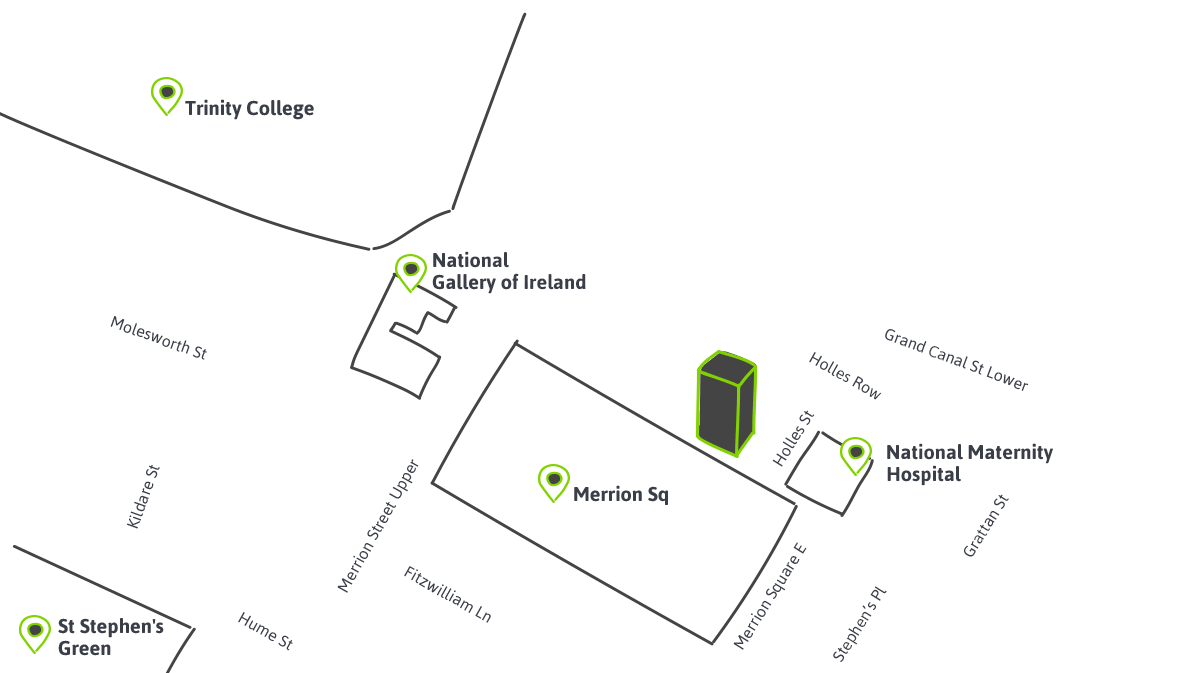 Trinity College
National
Gallery of Ireland
Molesworth St
Grand Canal St Lower
Holles Row
Holles St
National Maternity
Hospital
Kildare St
Merrion Sq
Merrion Street Upper
Grattan St
Fitzwilliam Ln
Merrion Square E
Stephen's Pl
St Stephen's
Green
Hume St